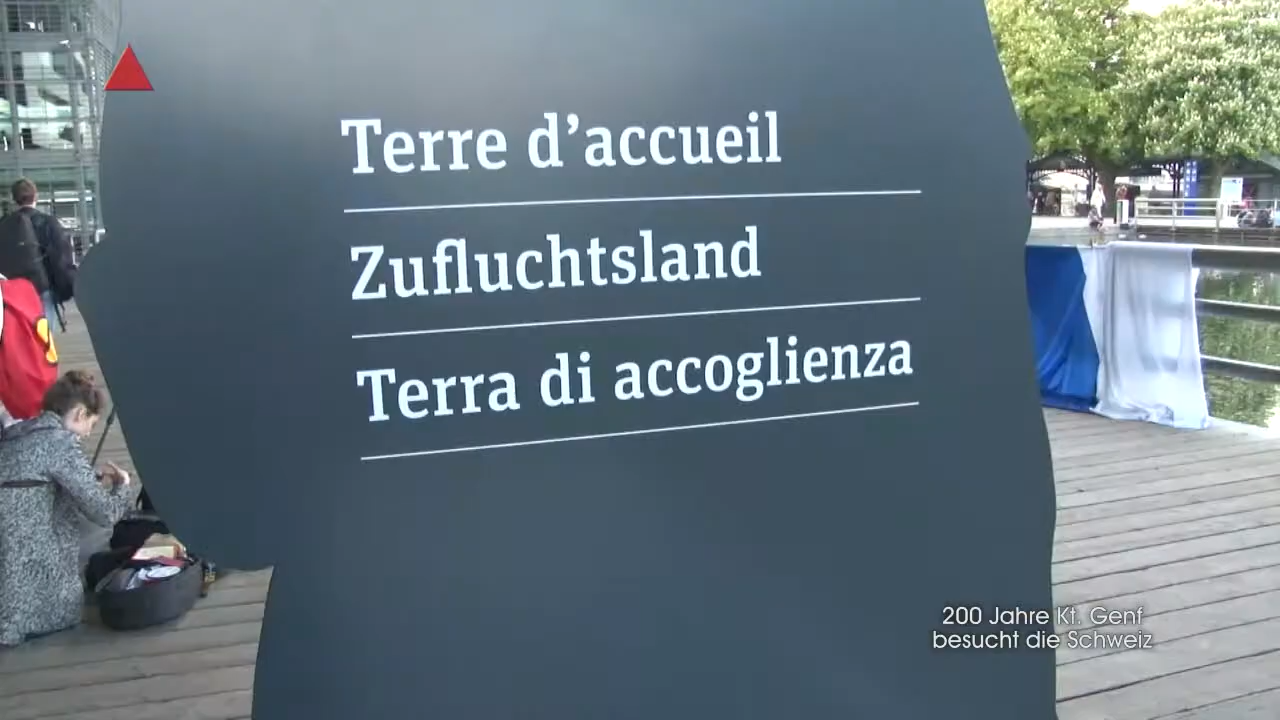 Terre d’accueil
Zufluchtsland
Terra di accoglienza
200 Jahre Kt. Genf
besucht die Schweiz